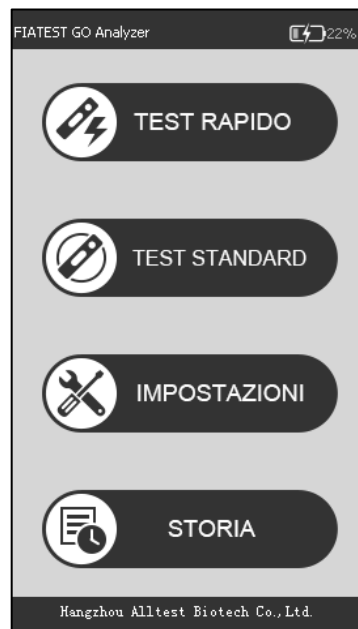 FIATEST GO Analyzer 22%
TEST RAPIDO
TEST STANDARD
IMPOSTAZIONI
STORIA
Hangzhou Alltest Biotech Co.,Ltd.